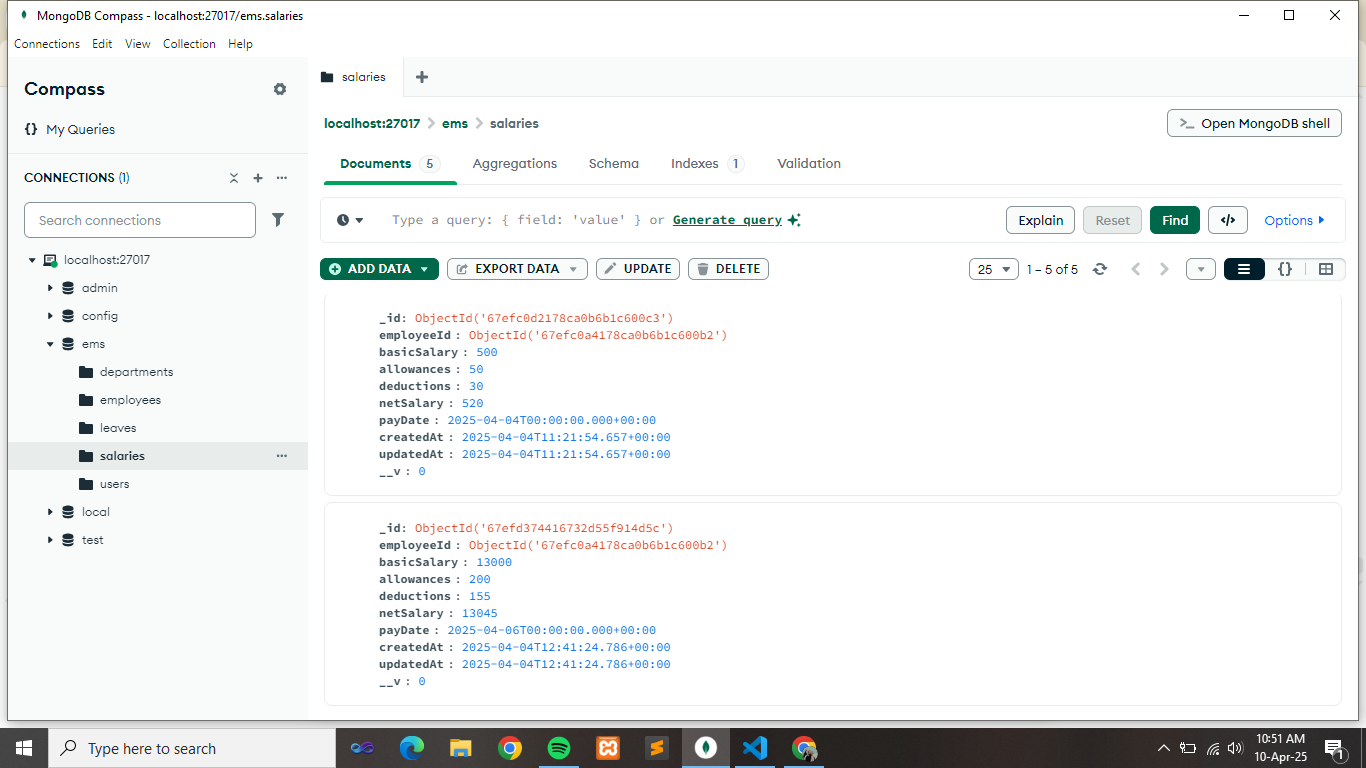 MongoDB Compass - localhost:27017/ems.salaries
Connections Edit View Collection Help
Compass
{} My Queries
CONNECTIONS (1)
Search connections
localhost:27017
admin
config
ems
departments
employees
leaves
salaries
users
local
test
salaries
localhost:27017 > ems > salaries
>_ Open MongoDB shell
Documents 5 Aggregations Schema Indexes 1 Validation
Type a query: { field: 'value' } or Generate query
Explain Reset Find </> Options
ADD DATA EXPORT DATA UPDATE DELETE
25 1 – 5 of 5 {}
_id: ObjectId('67efc0d2178ca0b6b1c600c3')
employeeId : ObjectId('67efc0a4178ca0b6b1c600b2')
basicSalary : 500
allowances : 50
deductions : 30
netSalary : 520
payDate : 2025-04-04T00:00:00.000+00:00
createdAt : 2025-04-04T11:21:54.657+00:00
updatedAt : 2025-04-04T11:21:54.657+00:00
__v : 0
_id: ObjectId('67efd374416732d55f914d5c')
employeeId : ObjectId('67efc0a4178ca0b6b1c600b2')
basicSalary : 13000
allowances : 200
deductions : 155
netSalary : 13045
payDate : 2025-04-06T00:00:00.000+00:00
createdAt : 2025-04-04T12:41:24.786+00:00
updatedAt : 2025-04-04T12:41:24.786+00:00
__v : 0
Type here to search
10:51 AM
10-Apr-25
1